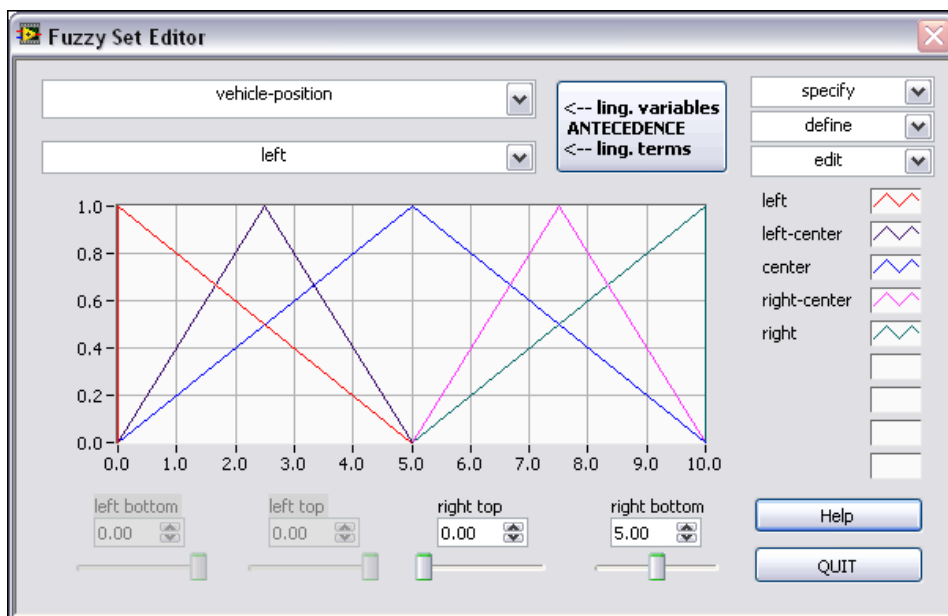 Fuzzy Set Editor
vehicle-position
left
<-- ling. variables
ANTECEDENCE
<-- ling. terms
specify
define
edit
1.0
0.8
0.6
0.4
0.2
0.0
0.0 1.0 2.0 3.0 4.0 5.0 6.0 7.0 8.0 9.0 10.0
left
left-center
center
right-center
right
left bottom
0.00
left top
0.00
right top
0.00
right bottom
5.00
Help
QUIT